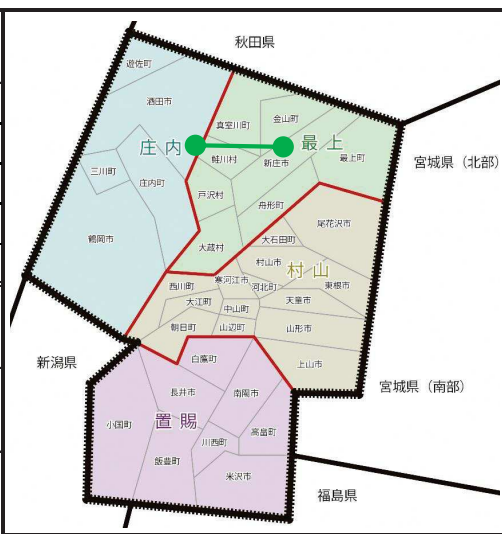 秋田県
遊佐町
酒田市
金山町
真室川町
庄内
最上
鮭川村
新庄市
最上町
宮城県（北部）
三川町
庄内町
戸沢村
舟形町
鶴岡市
大蔵村
大石田町
尾花沢市
村山市
村山
西川町
寒河江市
河北町
東根市
大江町
中山町
天童市
朝日町
山辺町
山形市
新潟県
白鷹町
上山市
宮城県（南部）
長井市
南陽市
小国町
置賜
高畠町
川西町
飯豊町
米沢市
福島県